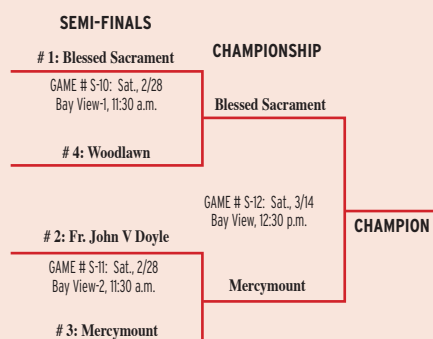 SEMI-FINALS
# 1: Blessed Sacrament
CHAMPIONSHIP
GAME # S-10: Sat., 2/28
Bay View-1, 11:30 a.m.
Blessed Sacrament
# 4: Woodlawn
GAME # S-12: Sat., 3/14
Bay View, 12:30 p.m.
CHAMPION
# 2: Fr. John V Doyle
GAME # S-11: Sat., 2/28
Bay View-2, 11:30 a.m.
Mercymount
# 3: Mercymount